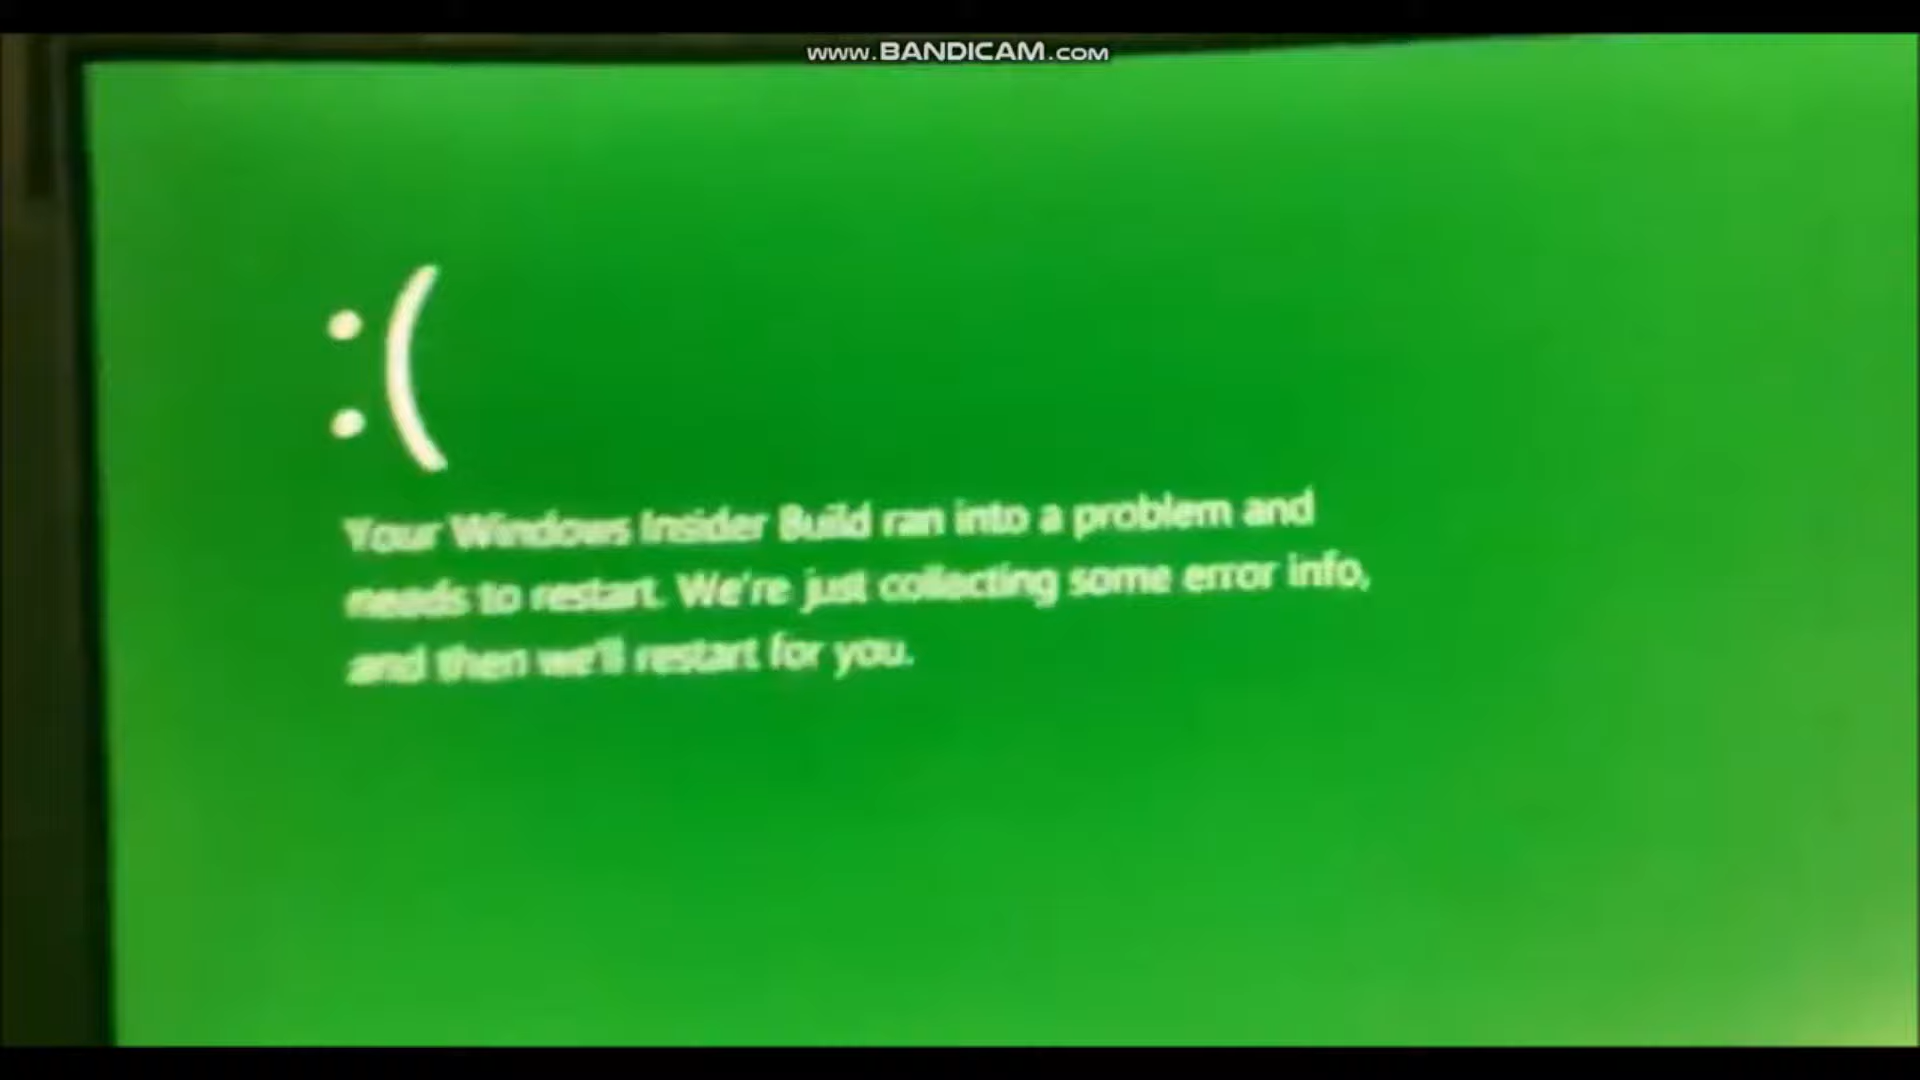 www.BANDICAM.com
:(
Your Windows Insider Build ran into a problem and
needs to restart. We're just collecting some error info,
and then we'll restart for you.